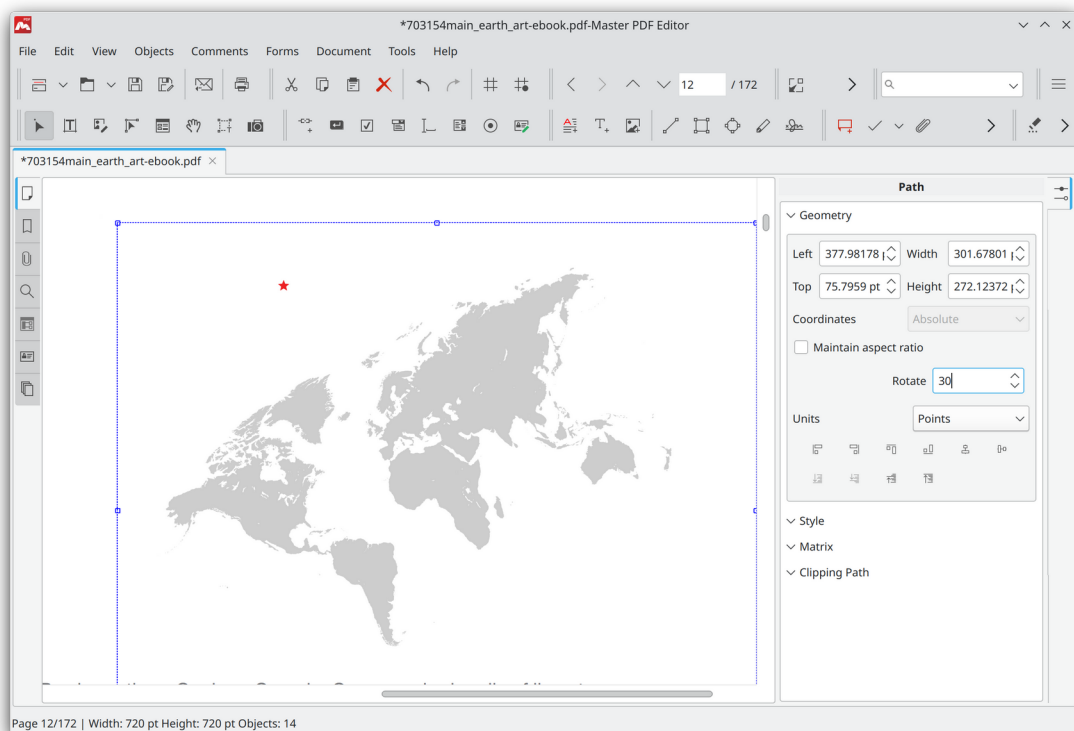 *703154main_earth_art-ebook.pdf-Master PDF Editor
File Edit View Objects Comments Forms Document Tools Help
12 / 172
*703154main_earth_art-ebook.pdf
Path
Geometry
Left 377.98178 Width 301.67801
Top 75.7959 pt Height 272.12372
Coordinates Absolute
Maintain aspect ratio
Rotate 30
Units Points
Style
Matrix
Clipping Path
Page 12/172 | Width: 720 pt Height: 720 pt Objects: 14